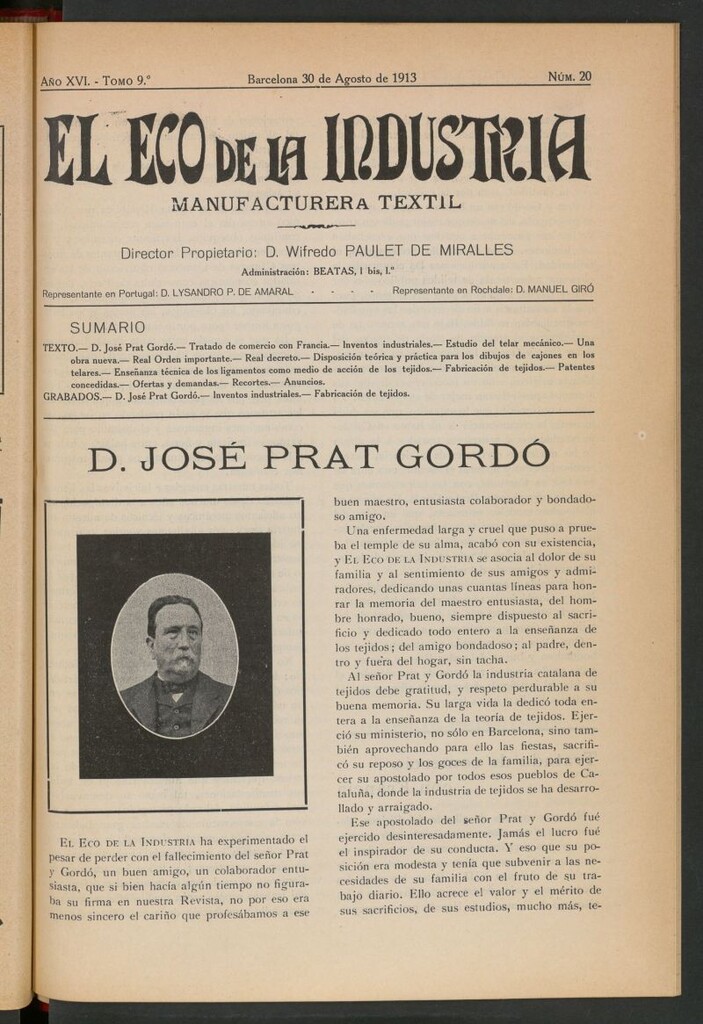 AÑO XVI. - TOMO 9.º
Barcelona 30 de Agosto de 1913
NÚM. 20
EL ECO DE LA INDUSTRIA
MANUFACTURERA TEXTIL
Director Propietario: D. Wifredo PAULET DE MIRALLES
Administración: BEATAS, 1 bis, 1.º
Representante en Portugal: D. LYSANDRO P. DE AMARAL - - - - Representante en Rochdale: D. MANUEL GIRÓ
SUMARIO
TEXTO.— D. José Prat Gordó.— Tratado de comercio con Francia.— Inventos industriales.— Estudio del telar mecánico.— Una
obra nueva.— Real Orden importante.— Real decreto.— Disposición teórica y práctica para los dibujos de cajones en los
telares.— Enseñanza técnica de los ligamentos como medio de acción de los tejidos.— Fabricación de tejidos.— Patentes
concedidas.— Ofertas y demandas.— Recortes.— Anuncios.
GRABADOS.— D. José Prat Gordó.— Inventos industriales.— Fabricación de tejidos.
D. JOSÉ PRAT GORDÓ
EL ECO DE LA INDUSTRIA ha experimentado el
pesar de perder con el fallecimiento del señor Prat
y Gordó, un buen amigo, un colaborador entu-
siasta, que si bien hacía algún tiempo no figura-
ba su firma en nuestra Revista, no por eso era
menos sincero el cariño que profesábamos a ese
buen maestro, entusiasta colaborador y bondado-
so amigo.
Una enfermedad larga y cruel que puso a prue-
ba el temple de su alma, acabó con su existencia,
y EL ECO DE LA INDUSTRIA se asocia al dolor de su
familia y al sentimiento de sus amigos y admi-
radores, dedicando unas cuantas líneas para hon-
rar la memoria del maestro entusiasta, del hom-
bre honrado, bueno, siempre dispuesto al sacri-
ficio y dedicado todo entero a la enseñanza de
los tejidos; del amigo bondadoso; al padre, den-
tro y fuera del hogar, sin tacha.
Al señor Prat y Gordó la industria catalana de
tejidos debe gratitud, y respeto perdurable a su
buena memoria. Su larga vida la dedicó toda en-
tera a la enseñanza de la teoría de tejidos. Ejer-
ció su ministerio, no sólo en Barcelona, sino tam-
bién aprovechando para ello las fiestas, sacrifi-
có su reposo y los goces de la familia, para ejer-
cer su apostolado por todos esos pueblos de Ca-
taluña, donde la industria de tejidos se ha desarro-
llado y arraigado.
Ese apostolado del señor Prat y Gordó fué
ejercido desinteresadamente. Jamás el lucro fué
el inspirador de su conducta. Y eso que su po-
sición era modesta y tenía que subvenir a las ne-
cesidades de su familia con el fruto de su tra-
bajo diario. Ello acrece el valor y el mérito de
sus sacrificios, de sus estudios, mucho más, te-